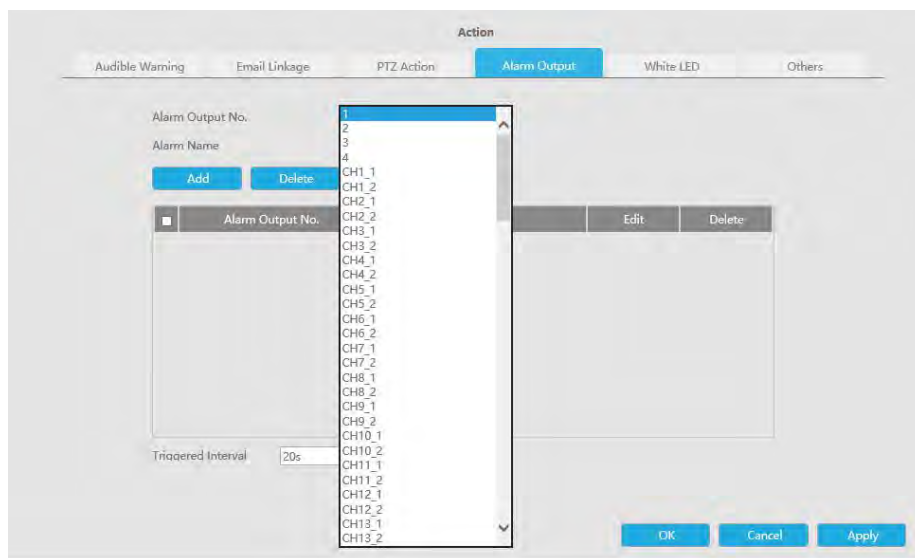 Action
Audible Warning Email Linkage PTZ Action Alarm Output White LED Others
Alarm Output No.
Alarm Name
Add Delete
Alarm Output No. Edit Delete
1
2
3
4
CH1_1
CH1_2
CH2_1
CH2_2
CH3_1
CH3_2
CH4_1
CH4_2
CH5_1
CH5_2
CH6_1
CH6_2
CH7_1
CH7_2
CH8_1
CH8_2
CH9_1
CH9_2
CH10_1
CH10_2
CH11_1
CH11_2
CH12_1
CH12_2
CH13_1
CH13_2
Triggered Interval 20s
OK Cancel Apply